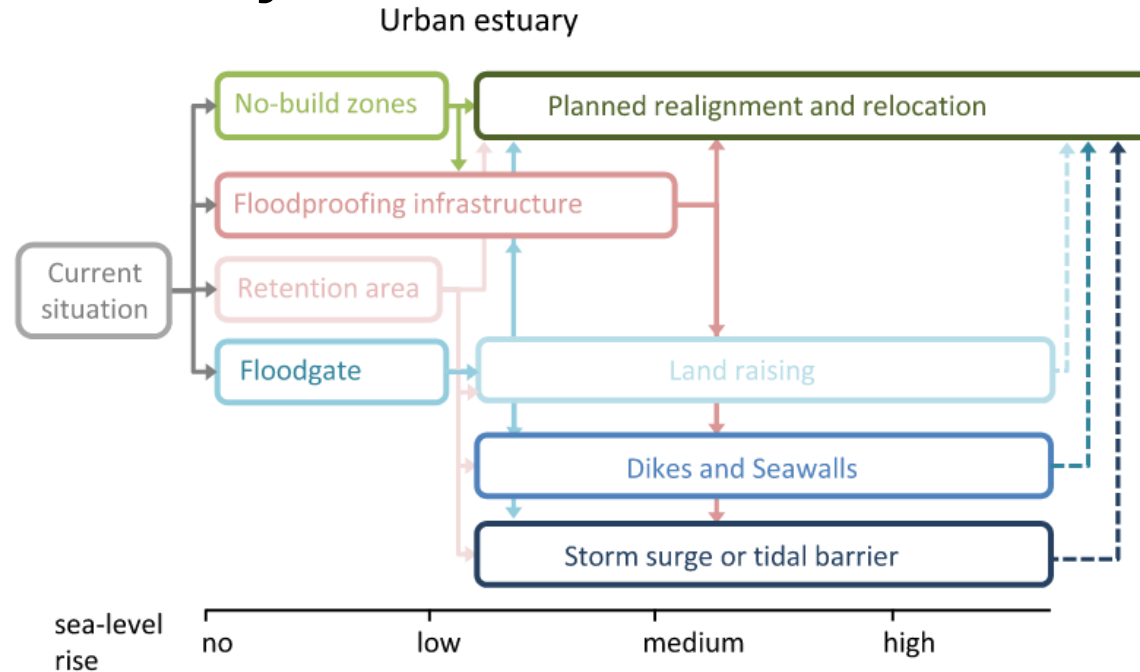 Urban estuary
No-build zones
Planned realignment and relocation
Floodproofing infrastructure
Current
situation
Retention area
Floodgate
Land raising
Dikes and Seawalls
Storm surge or tidal barrier
sea-level
rise
no
low
medium
high